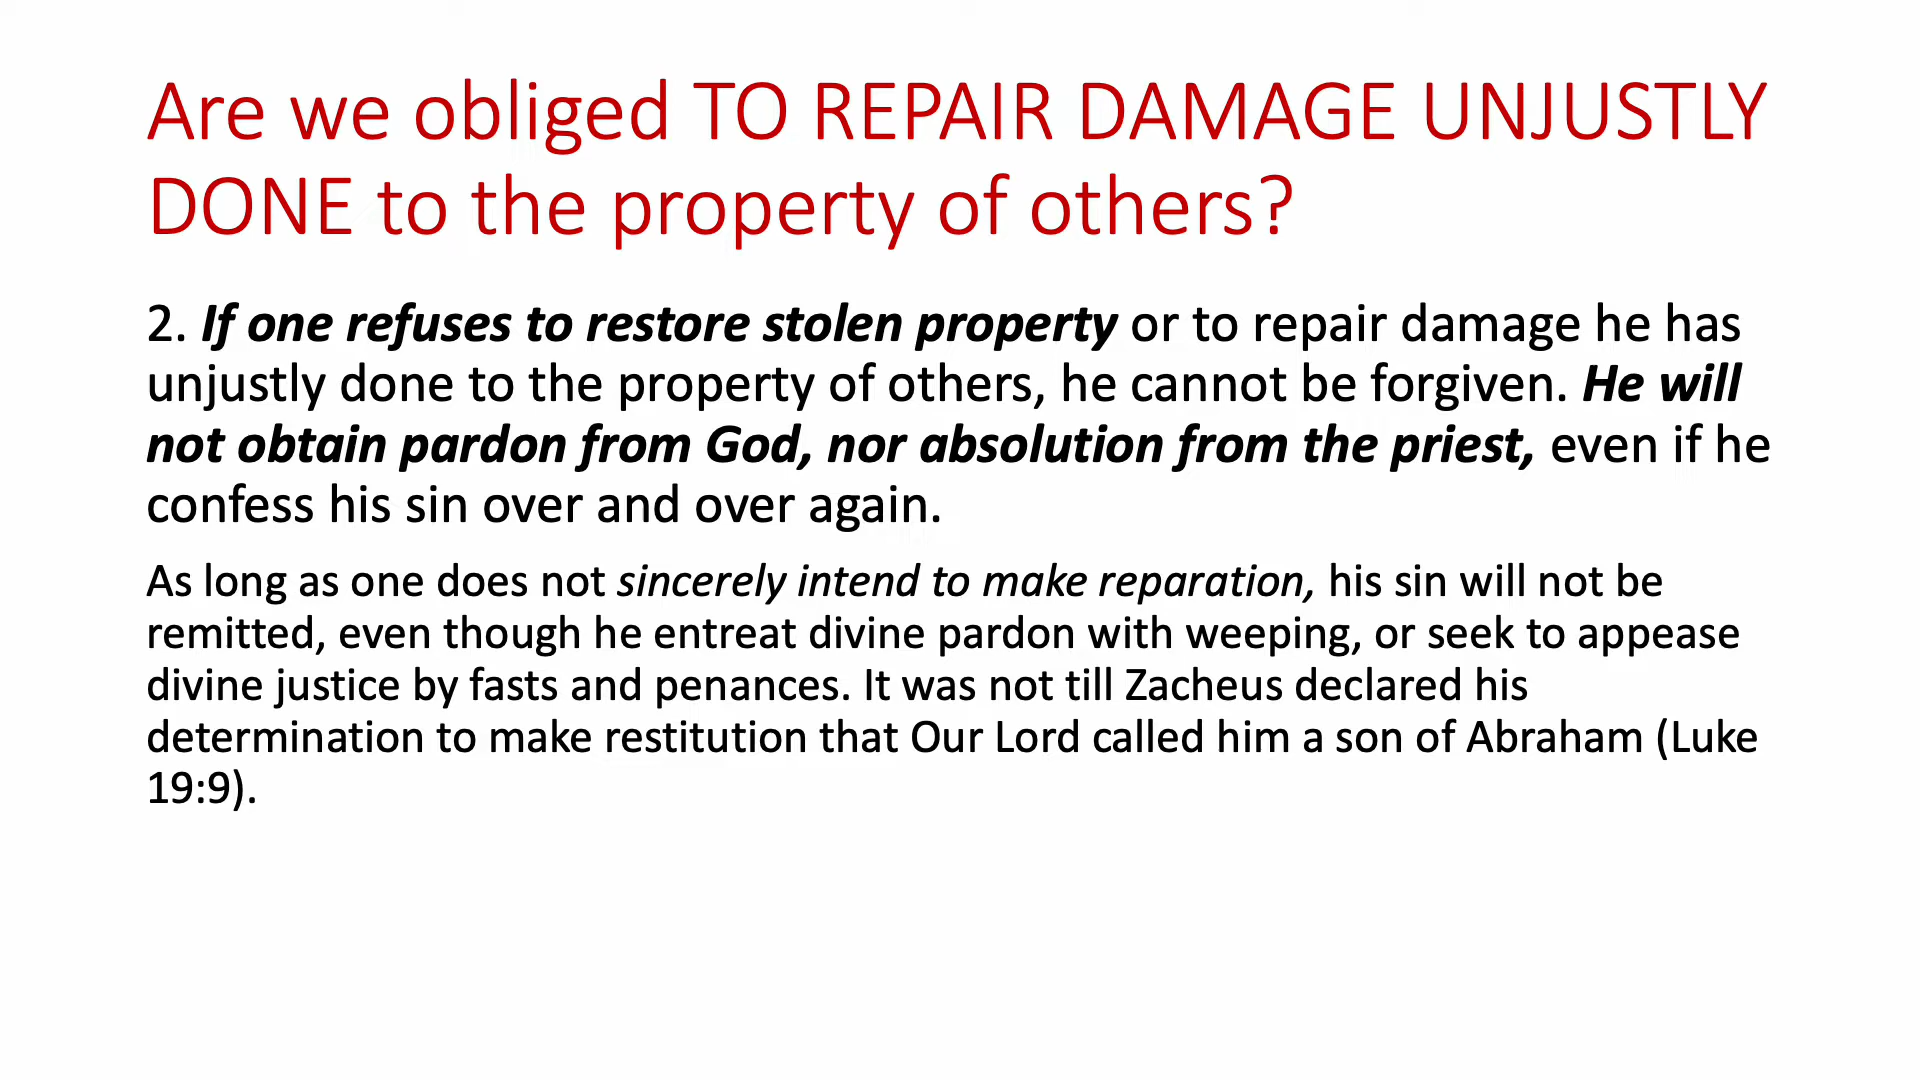 Are we obliged TO REPAIR DAMAGE UNJUSTLY
DONE to the property of others?
2. If one refuses to restore stolen property or to repair damage he has
unjustly done to the property of others, he cannot be forgiven. He will
not obtain pardon from God, nor absolution from the priest, even if he
confess his sin over and over again.
As long as one does not sincerely intend to make reparation, his sin will not be
remitted, even though he entreat divine pardon with weeping, or seek to appease
divine justice by fasts and penances. It was not till Zacheus declared his
determination to make restitution that Our Lord called him a son of Abraham (Luke
19:9).